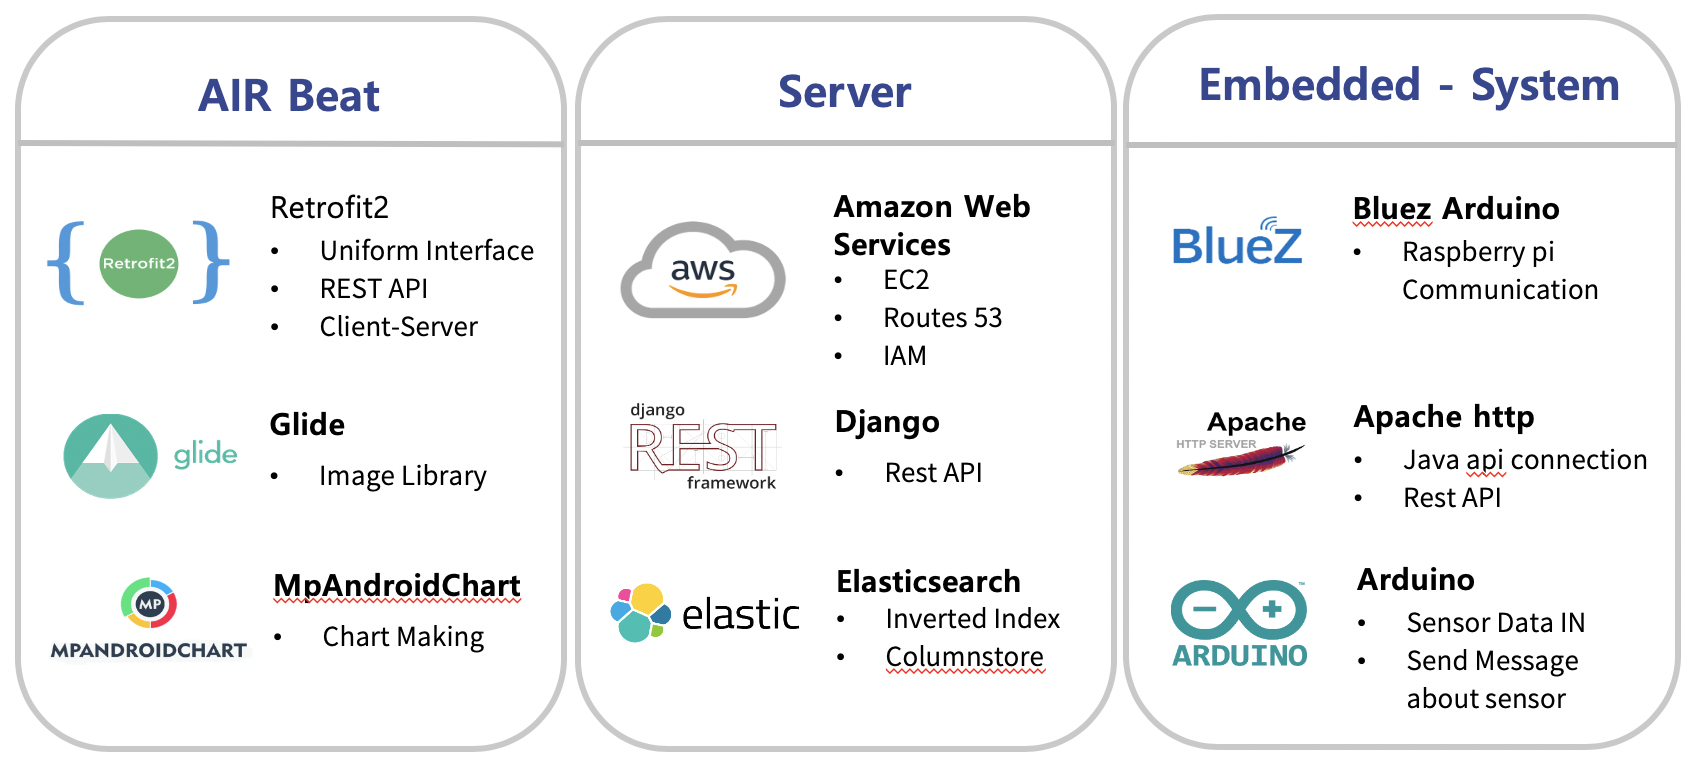 AIR Beat
Retrofit2
Retrofit2
• Uniform Interface
• REST API
• Client-Server
glide
Glide
• Image Library
MP
MPANDROIDCHART
MpAndroidChart
• Chart Making
Server
aws
Amazon Web
Services
• EC2
• Routes 53
• IAM
django
REST
framework
Django
• Rest API
elastic
Elasticsearch
• Inverted Index
• Columnstore
Embedded - System
BlueZ
Bluez Arduino
• Raspberry pi
Communication
Apache
HTTP SERVER
Apache http
• Java api connection
• Rest API
ARDUINO
Arduino
• Sensor Data IN
• Send Message
about sensor